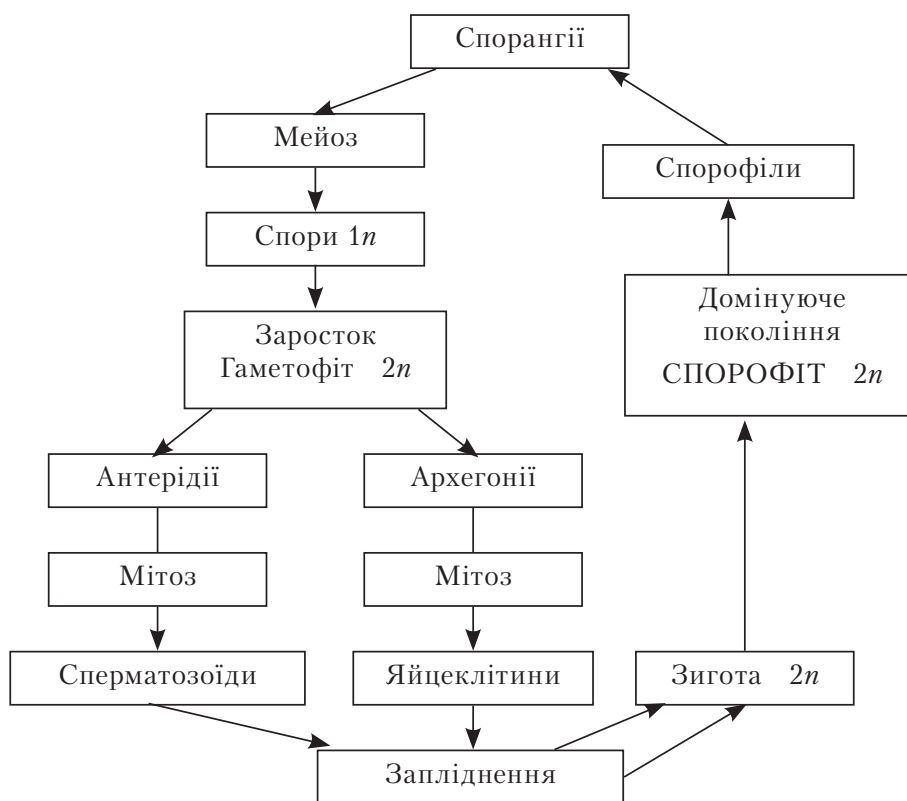 Спорангії
Мейоз
Спорофіли
Спори 1n
Домінуюче
покоління
СПОРОФІТ 2n
Заросток
Гаметофіт 2n
Антерідії
Архегонії
Мітоз
Мітоз
Сперматозоїди
Яйцеклітини
Зигота 2n
Запліднення